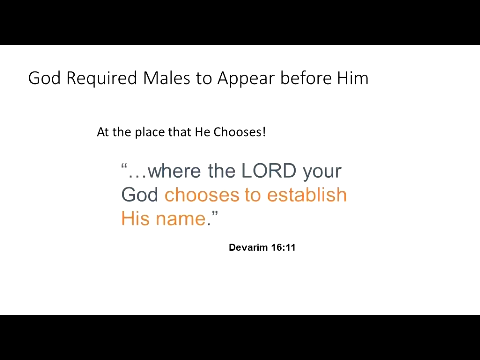 God Required Males to Appear before Him
At the place that He Chooses!
“…where the LORD your
God chooses to establish
His name.”
Devarim 16:11